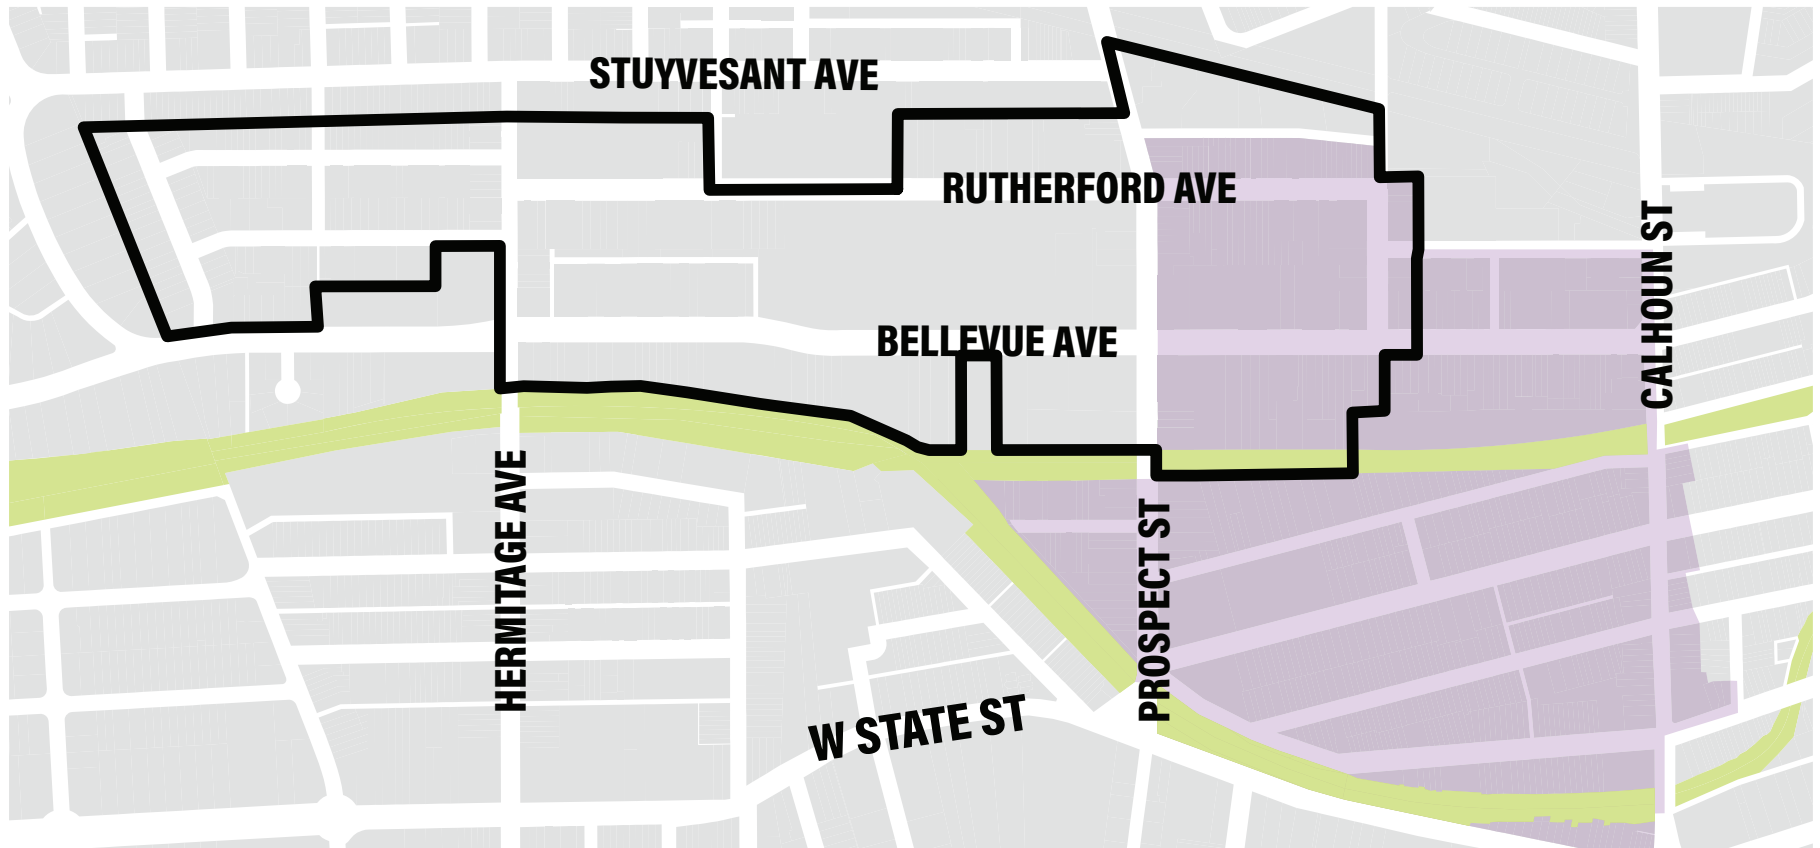 STUYVESANT AVE
RUTHERFORD AVE
CALHOUN ST
BELLEVUE AVE
HERMITAGE AVE
PROSPECT ST
W STATE ST